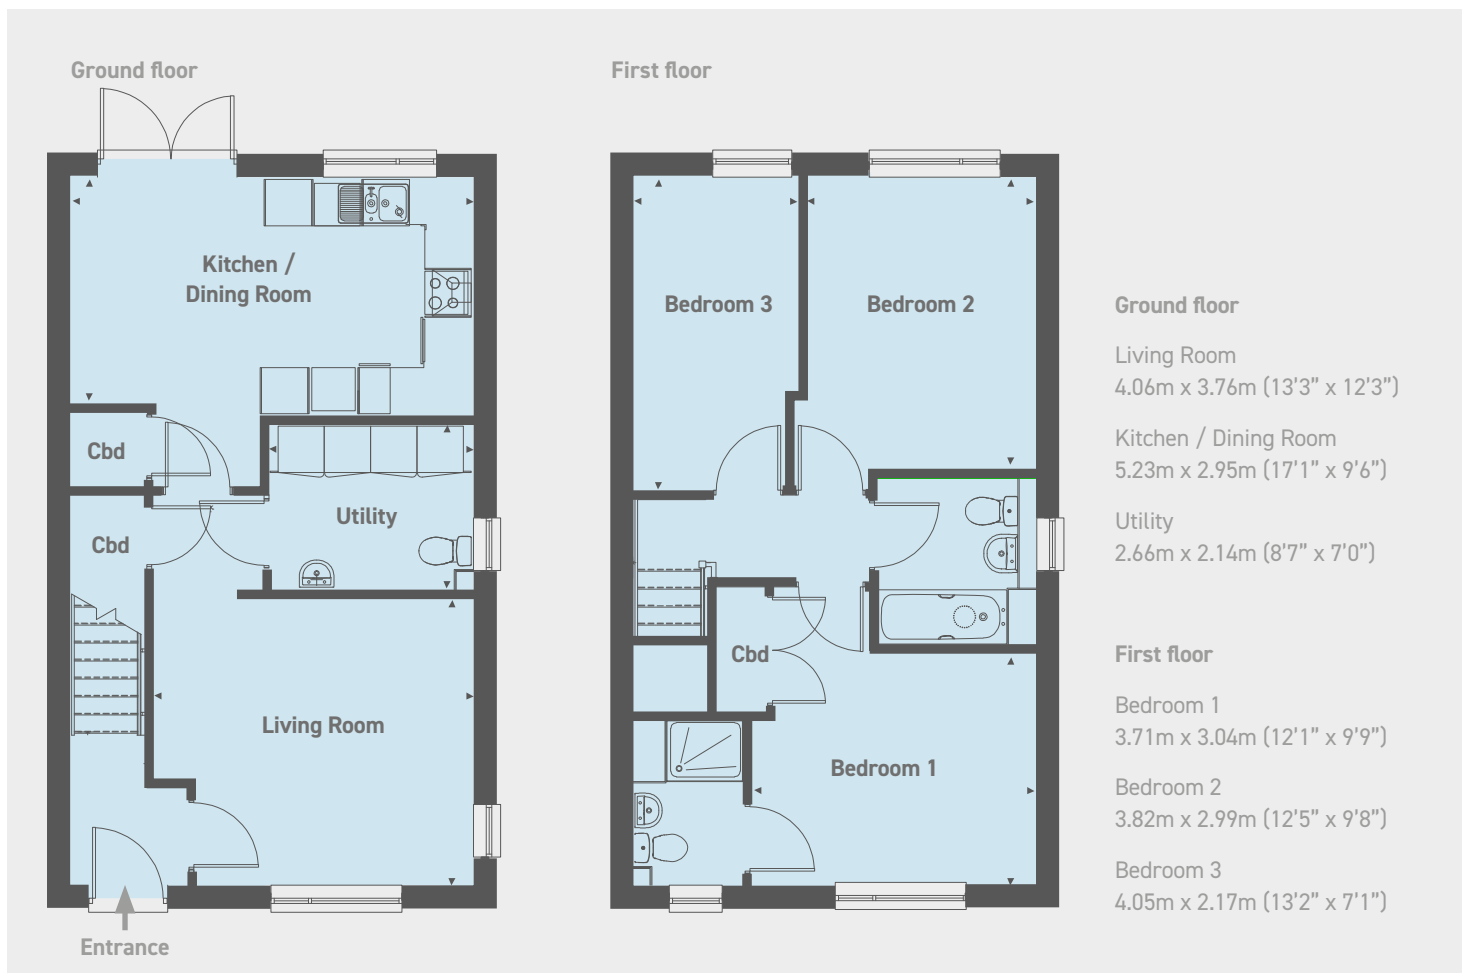 Ground floor
First floor
Kitchen /
Dining Room
Cbd
Utility
Cbd
Living Room
Entrance
Bedroom 3
Bedroom 2
Cbd
Bedroom 1
Ground floor
Living Room
4.06m x 3.76m (13’3” x 12’3”)
Kitchen / Dining Room
5.23m x 2.95m (17’1” x 9’6”)
Utility
2.66m x 2.14m (8’7” x 7’0”)
First floor
Bedroom 1
3.71m x 3.04m (12’1” x 9’9”)
Bedroom 2
3.82m x 2.99m (12’5” x 9’8”)
Bedroom 3
4.05m x 2.17m (13’2” x 7’1”)